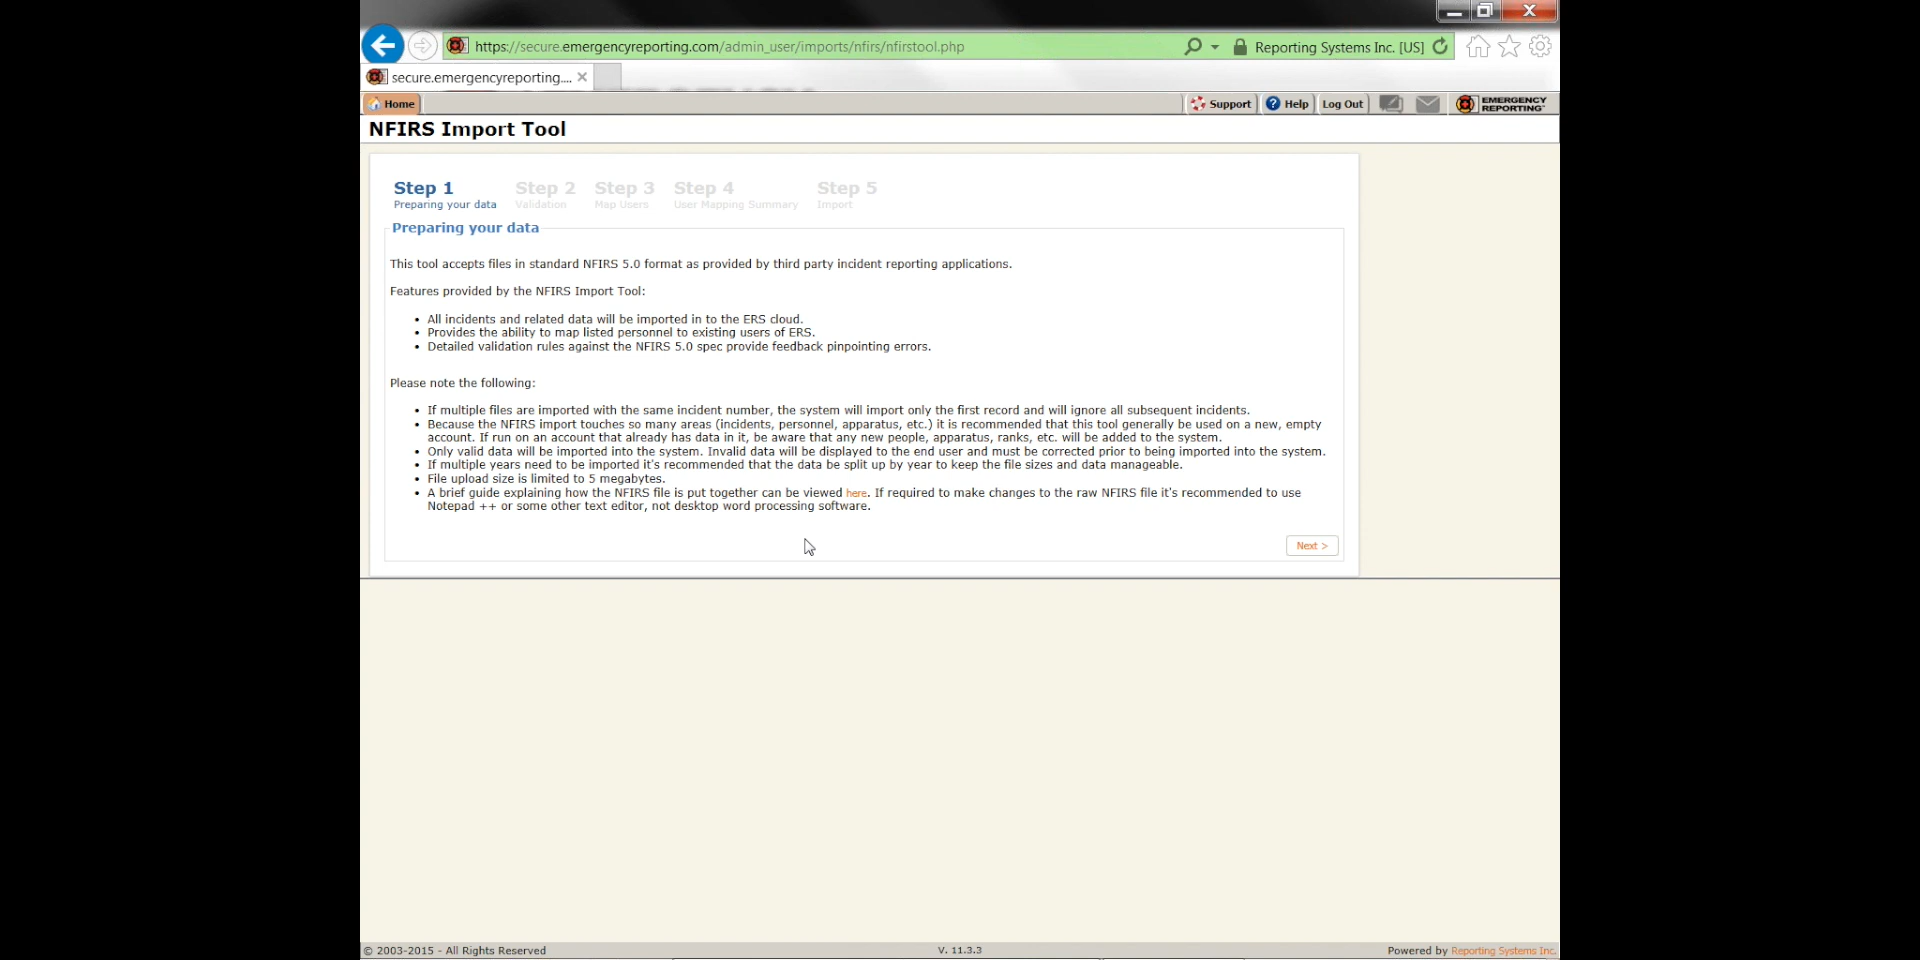 https://secure.emergencyreporting.com/admin_user/imports/nfirs/nfirstool.php
Reporting Systems Inc. [US]
secure.emergencyreporting....
Home
Support
Help
Log Out
EMERGENCY
REPORTING
NFIRS Import Tool
Step 1 Step 2 Step 3 Step 4 Step 5
Preparing your data Validation Map Users User Mapping Summary Import
Preparing your data
This tool accepts files in standard NFIRS 5.0 format as provided by third party incident reporting applications.
Features provided by the NFIRS Import Tool:
• All incidents and related data will be imported in to the ERS cloud.
• Provides the ability to map listed personnel to existing users of ERS.
• Detailed validation rules against the NFIRS 5.0 spec provide feedback pinpointing errors.
Please note the following:
• If multiple files are imported with the same incident number, the system will import only the first record and will ignore all subsequent incidents.
• Because the NFIRS import touches so many areas (incidents, personnel, apparatus, etc.) it is recommended that this tool generally be used on a new, empty
account. If run on an account that already has data in it, be aware that any new people, apparatus, ranks, etc. will be added to the system.
• Only valid data will be imported into the system. Invalid data will be displayed to the end user and must be corrected prior to being imported into the system.
• If multiple years need to be imported it's recommended that the data be split up by year to keep the file sizes and data manageable.
• File upload size is limited to 5 megabytes.
• A brief guide explaining how the NFIRS file is put together can be viewed here. If required to make changes to the raw NFIRS file it's recommended to use
Notepad ++ or some other text editor, not desktop word processing software.
Next >
© 2003-2015 - All Rights Reserved
V. 11.3.3
Powered by Reporting Systems Inc.